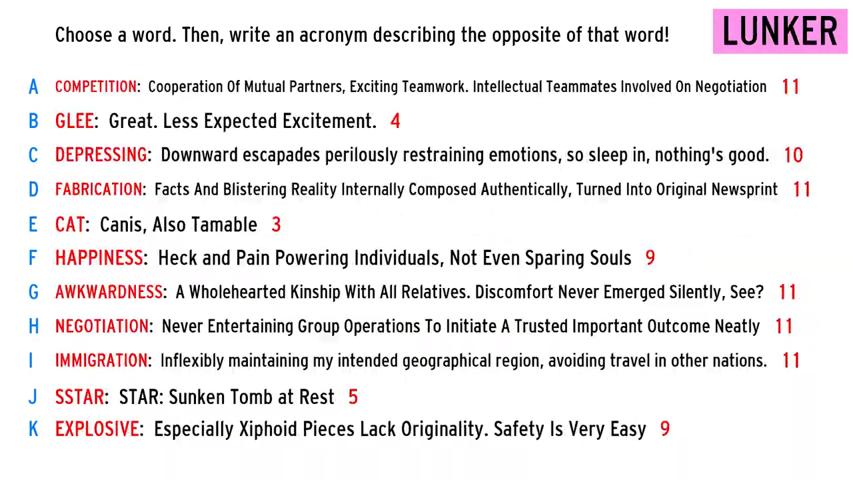 Choose a word. Then, write an acronym describing the opposite of that word!
LUNKER
A COMPETITION: Cooperation Of Mutual Partners, Exciting Teamwork. Intellectual Teammates Involved On Negotiation 11
B GLEE: Great. Less Expected Excitement. 4
C DEPRESSING: Downward escapades perilously restraining emotions, so sleep in, nothing's good. 10
D FABRICATION: Facts And Blistering Reality Internally Composed Authentically, Turned Into Original Newsprint 11
E CAT: Canis, Also Tamable 3
F HAPPINESS: Heck and Pain Powering Individuals, Not Even Sparing Souls 9
G AWKWARDNESS: A Wholehearted Kinship With All Relatives. Discomfort Never Emerged Silently, See? 11
H NEGOTIATION: Never Entertaining Group Operations To Initiate A Trusted Important Outcome Neatly 11
I IMMIGRATION: Inflexibly maintaining my intended geographical region, avoiding travel in other nations. 11
J SSTAR: STAR: Sunken Tomb at Rest 5
K EXPLOSIVE: Especially Xiphoid Pieces Lack Originality. Safety Is Very Easy 9